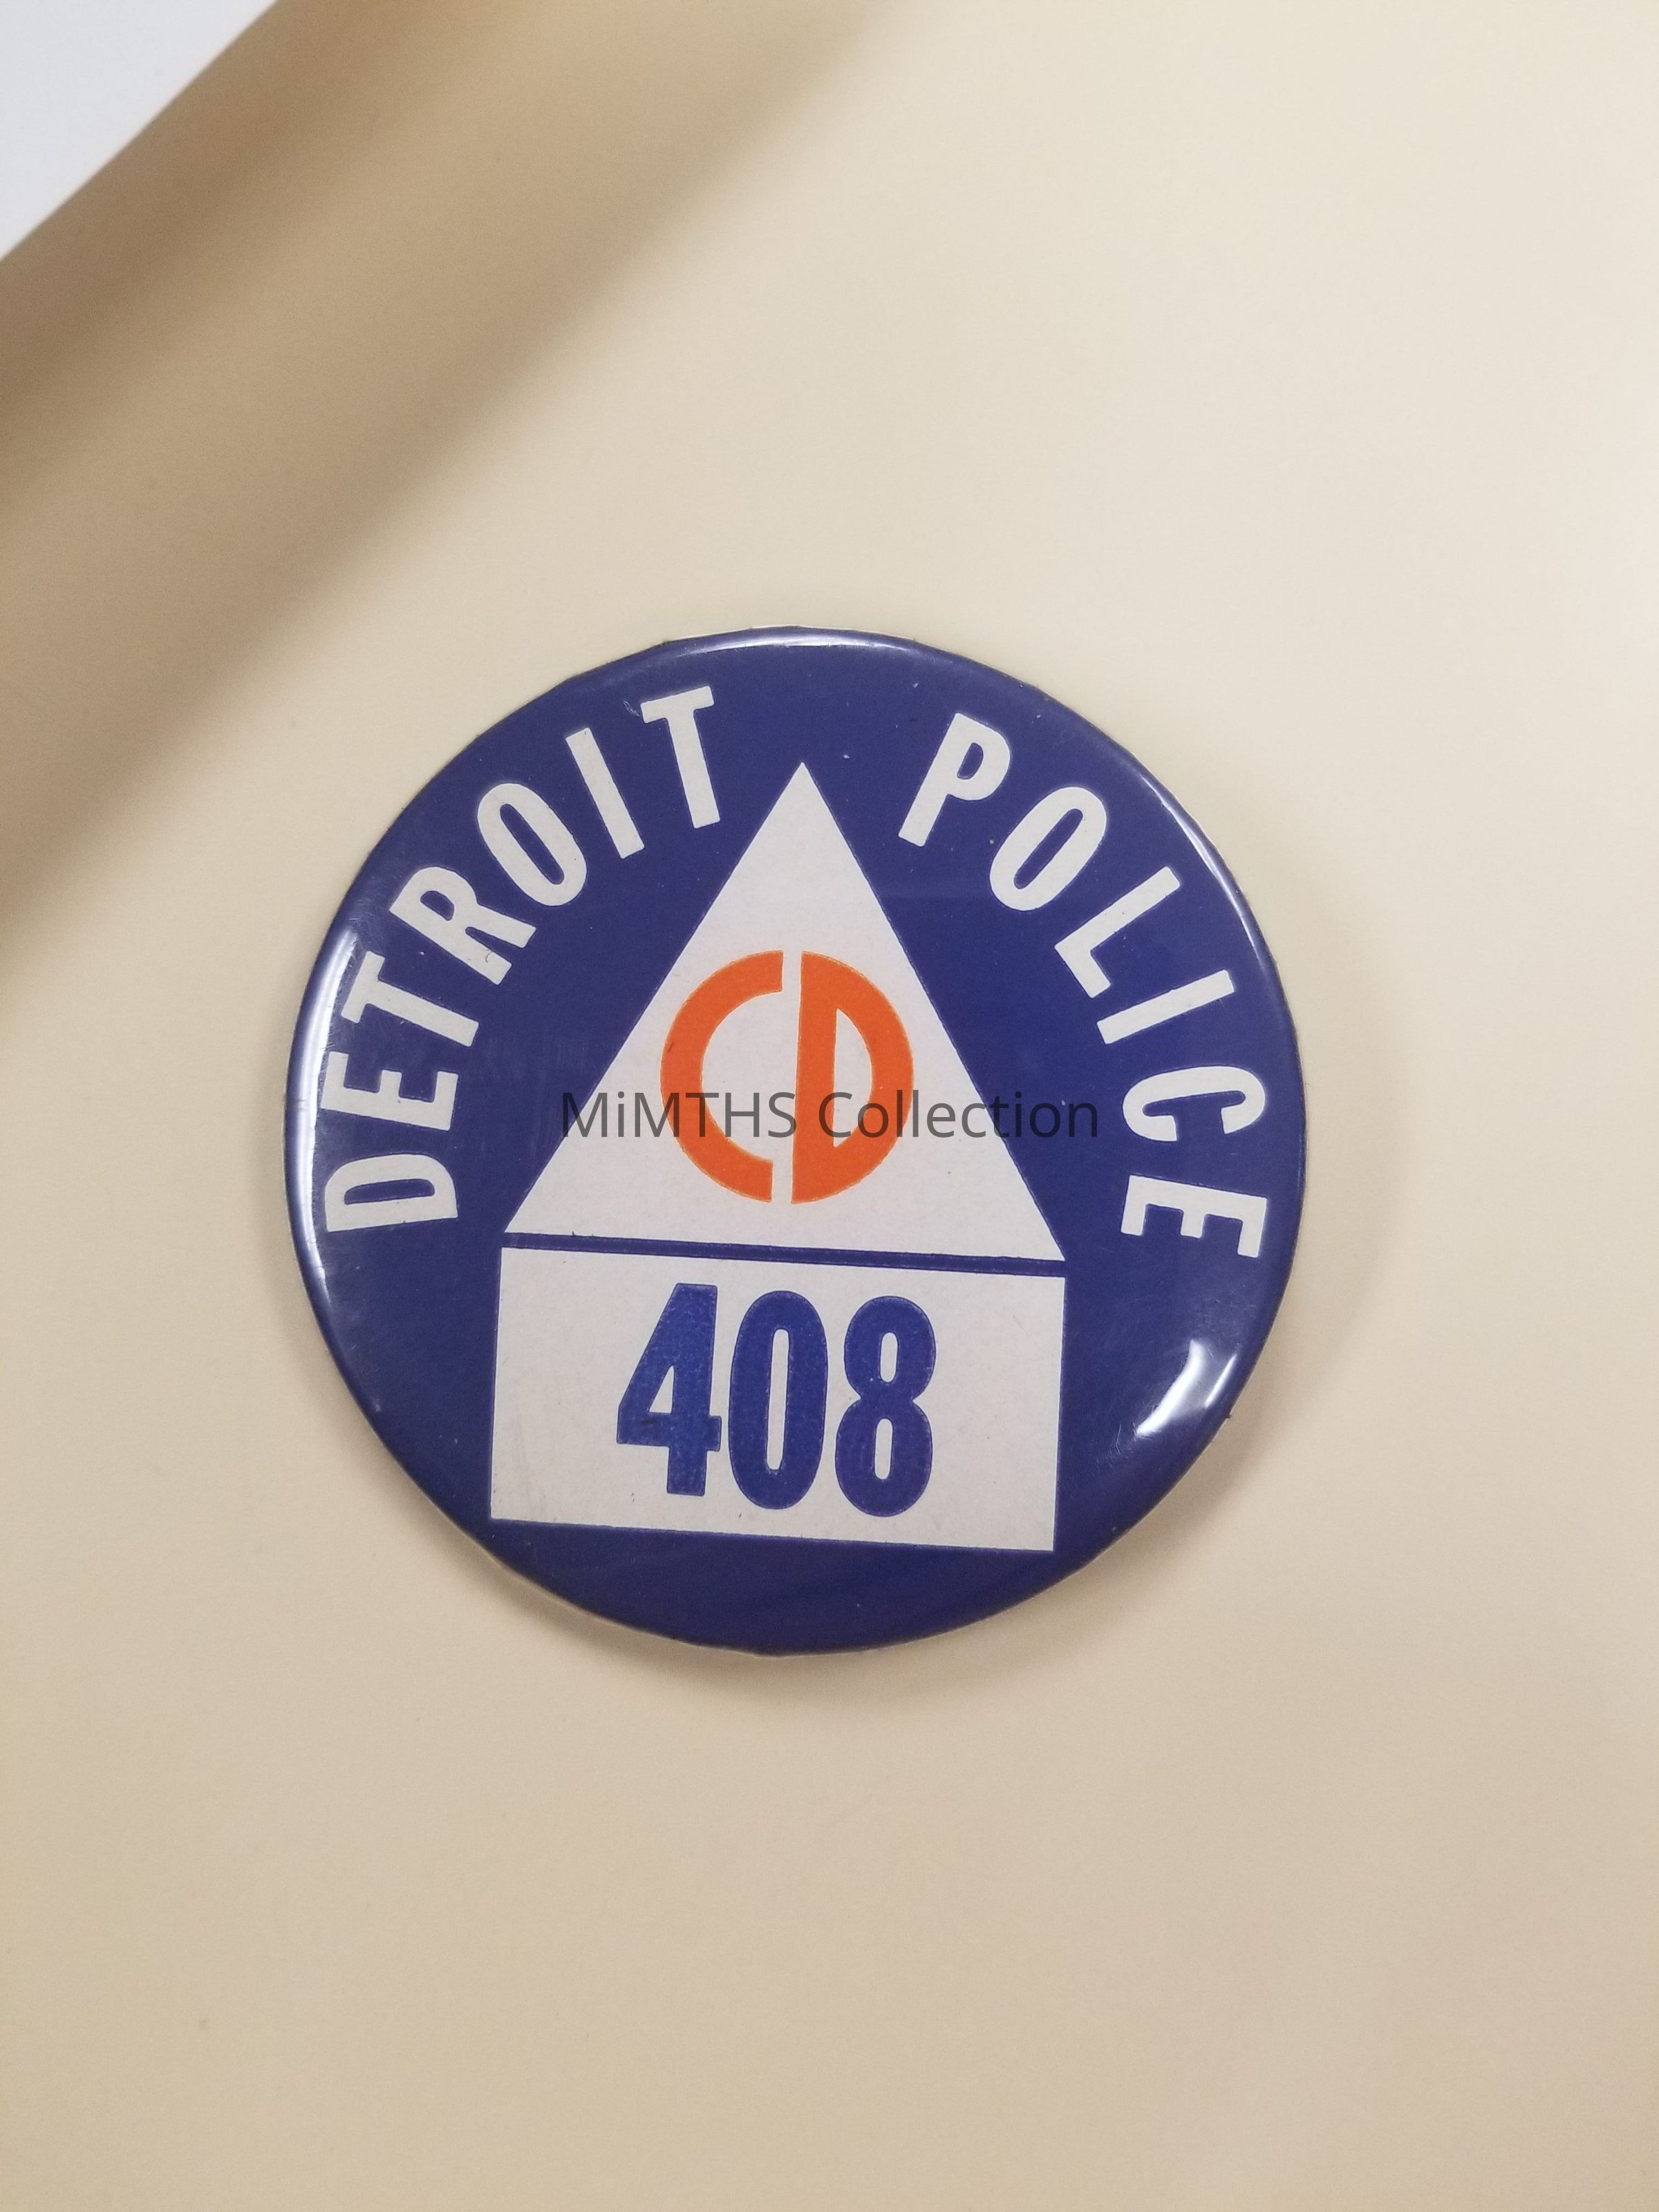 DETROIT POLICE
CD
MiMTHS Collection
408